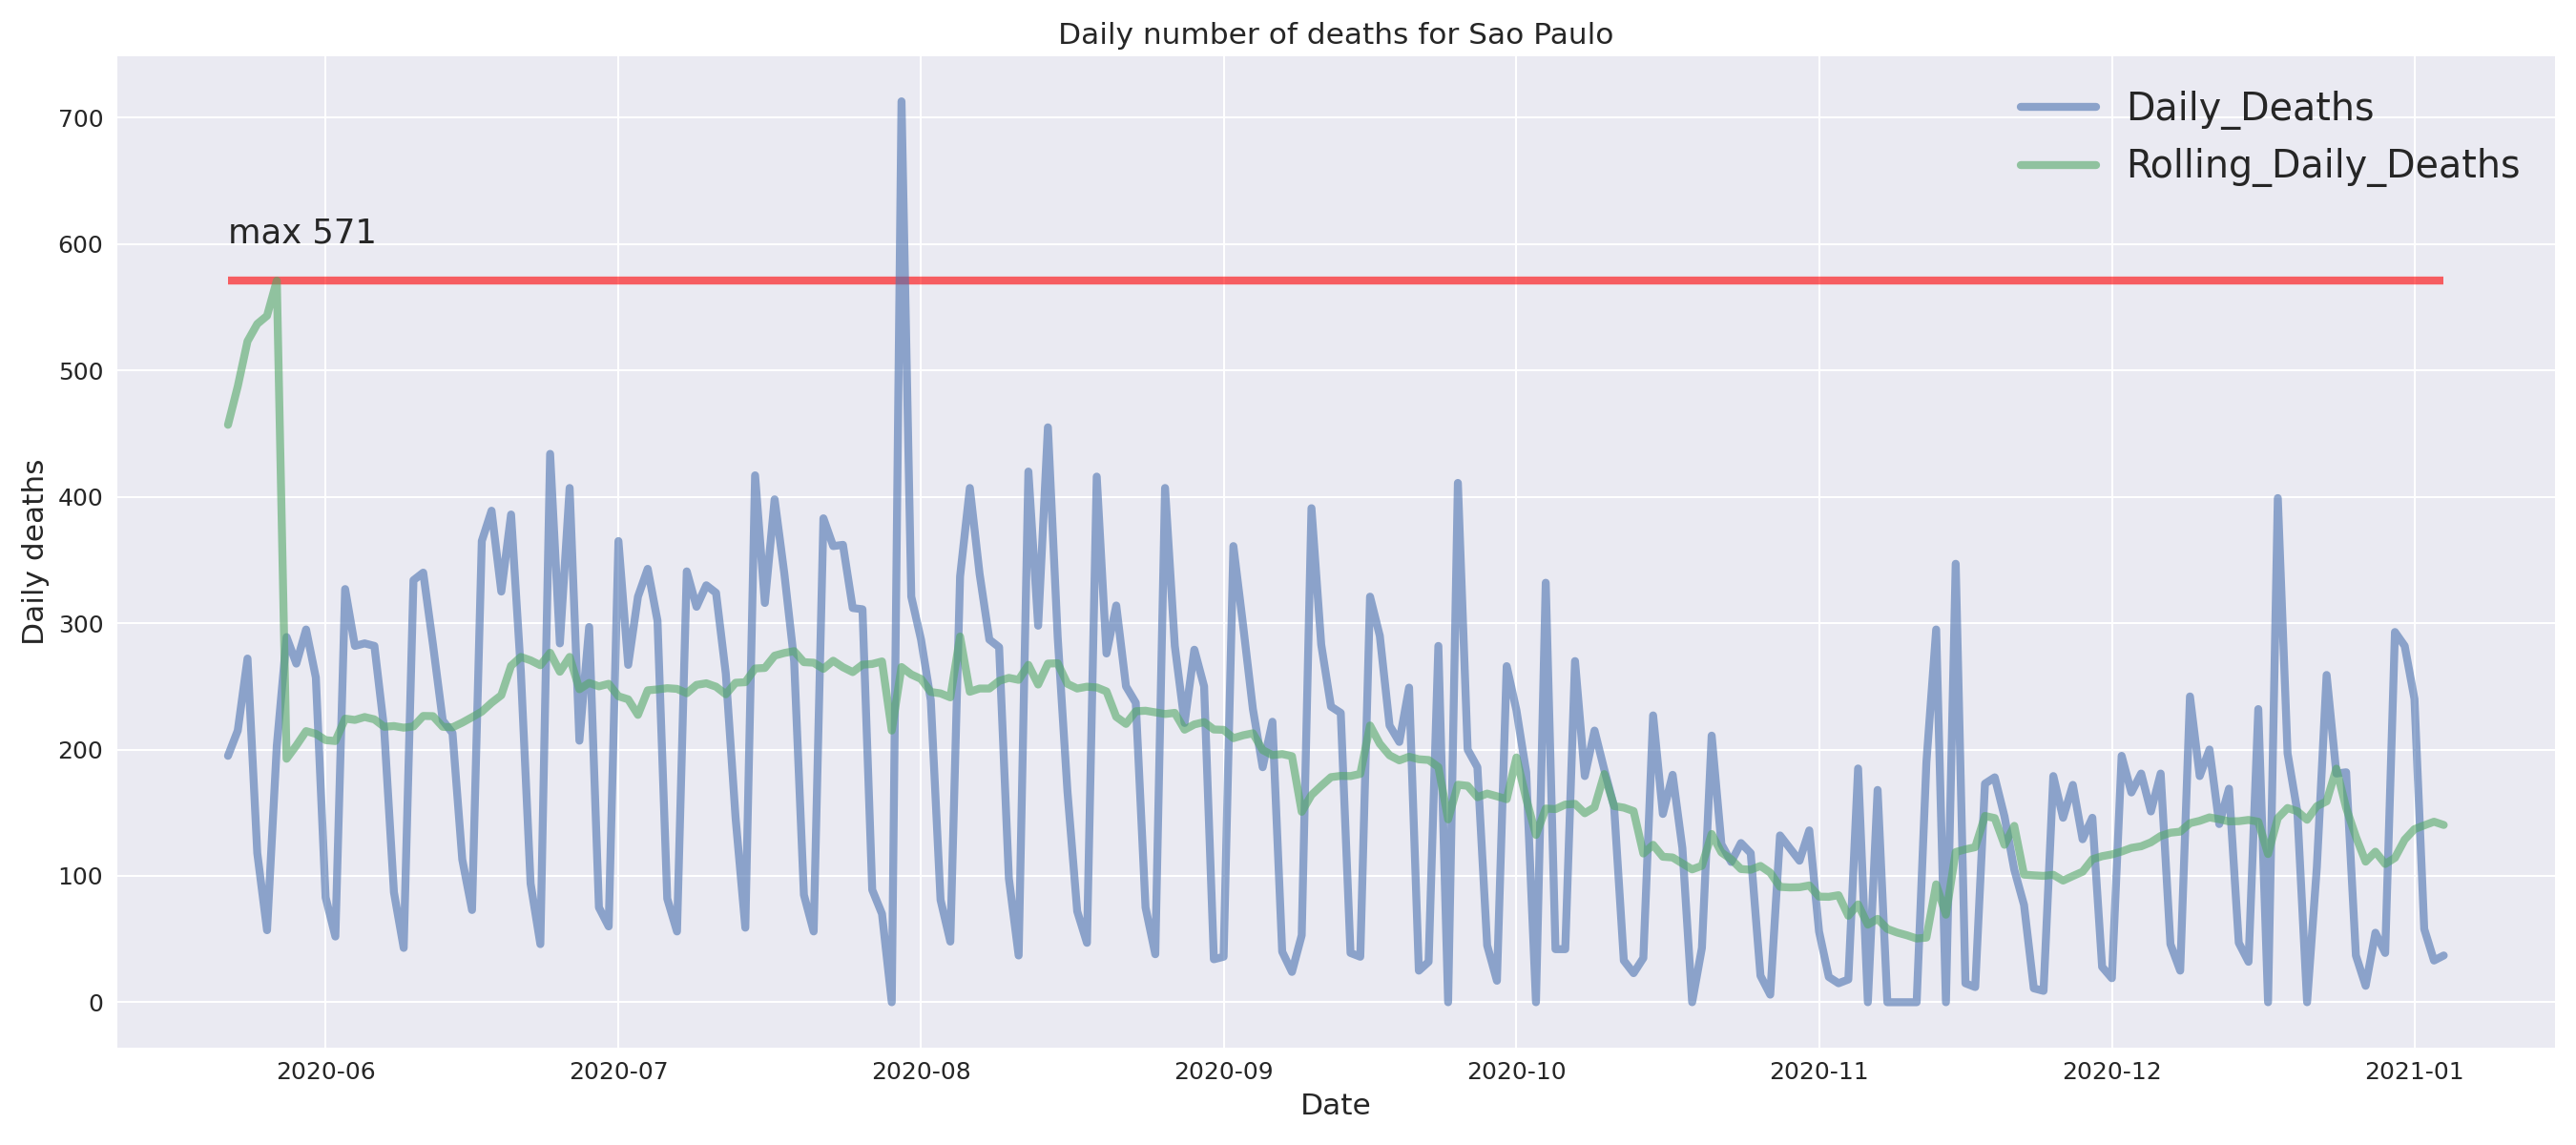 Daily number of deaths for Sao Paulo
Daily_Deaths
Rolling_Daily_Deaths
max 571
Daily deaths
700
600
500
400
300
200
100
0
2020-06
2020-07
2020-08
2020-09
2020-10
2020-11
2020-12
2021-01
Date